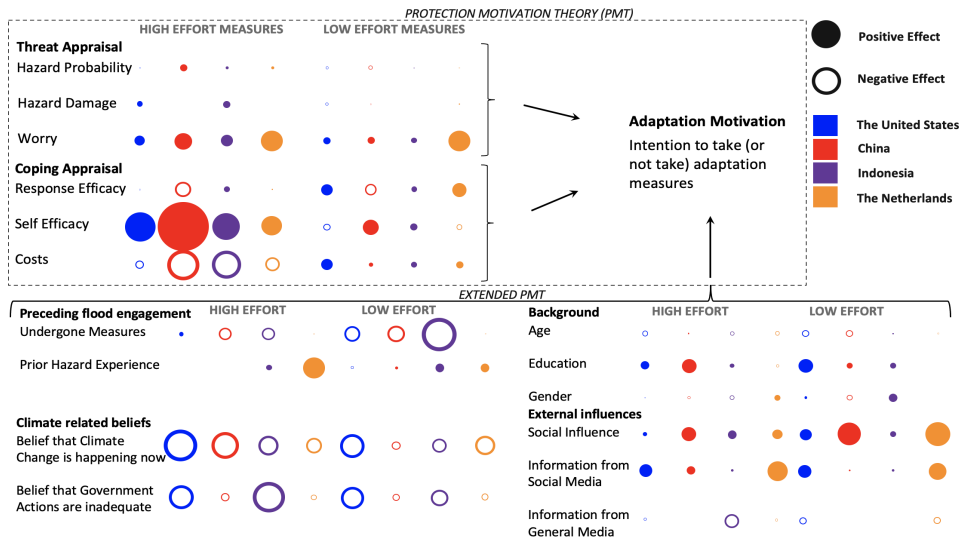 PROTECTION MOTIVATION THEORY (PMT)
HIGH EFFORT MEASURES
LOW EFFORT MEASURES
Threat Appraisal
Hazard Probability
Hazard Damage
Worry
Coping Appraisal
Response Efficacy
Self Efficacy
Costs
Adaptation Motivation
Intention to take (or
not take) adaptation
measures
Positive Effect
Negative Effect
The United States
China
Indonesia
The Netherlands
EXTENDED PMT
Preceding flood engagement
HIGH EFFORT
LOW EFFORT
Undergone Measures
Prior Hazard Experience
Climate related beliefs
Belief that Climate
Change is happening now
Belief that Government
Actions are inadequate
Background
HIGH EFFORT
LOW EFFORT
Age
Education
Gender
External influences
Social Influence
Information from
Social Media
Information from
General Media